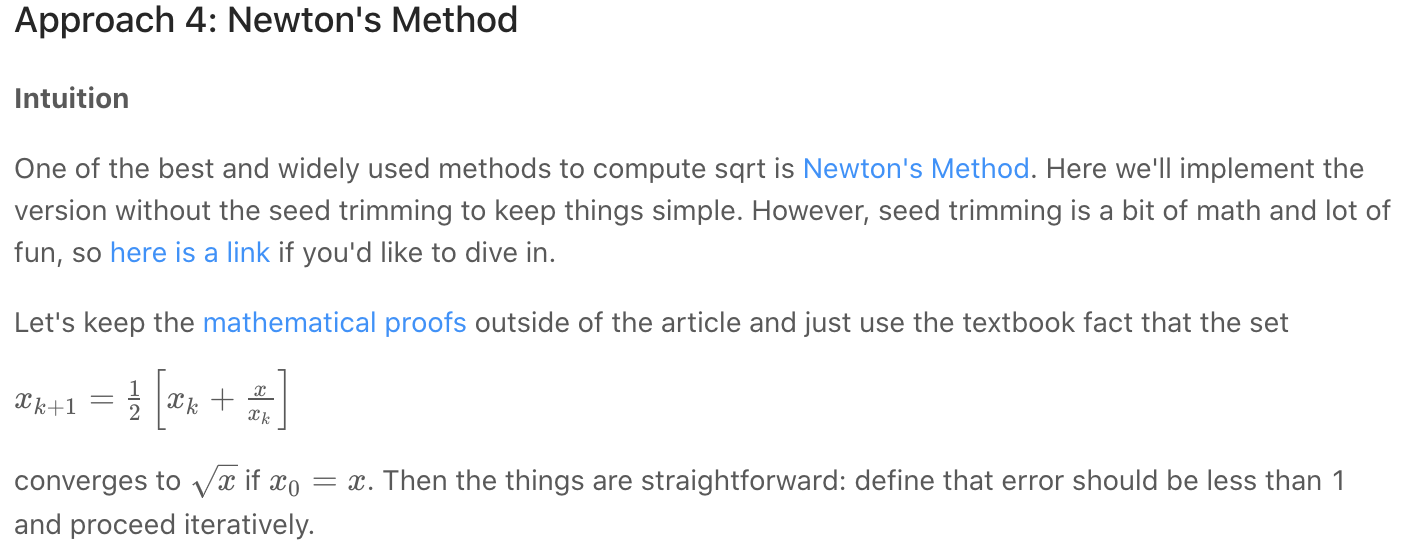 Approach 4: Newton's Method
Intuition
One of the best and widely used methods to compute sqrt is Newton's Method. Here we'll implement the
version without the seed trimming to keep things simple. However, seed trimming is a bit of math and lot of
fun, so here is a link if you'd like to dive in.
Let's keep the mathematical proofs outside of the article and just use the textbook fact that the set
$x_{k+1} = \frac{1}{2}\left[x_k + \frac{x}{x_k}\right]$
converges to $\sqrt{x}$ if $x_0 = x$. Then the things are straightforward: define that error should be less than 1
and proceed iteratively.